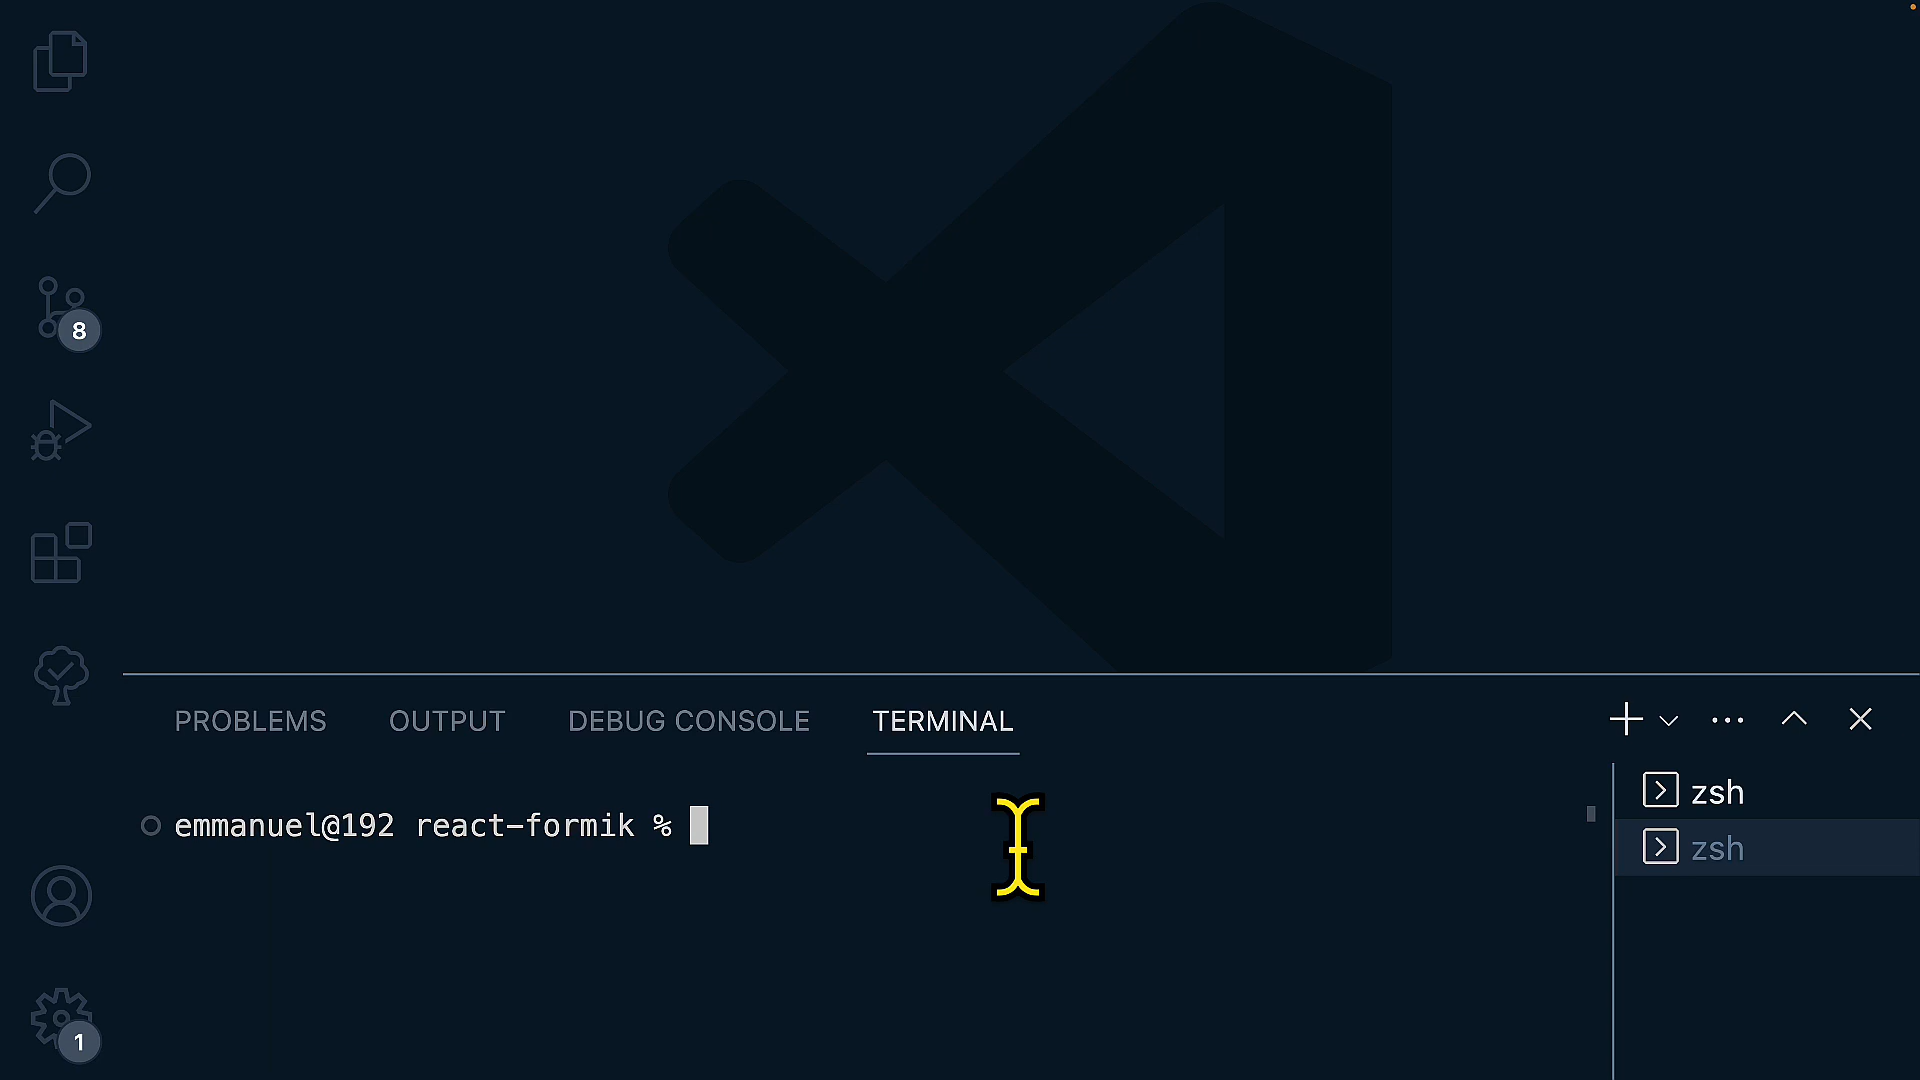 8
PROBLEMS OUTPUT DEBUG CONSOLE TERMINAL
emmanuel@192 react-formik %
zsh
zsh
1